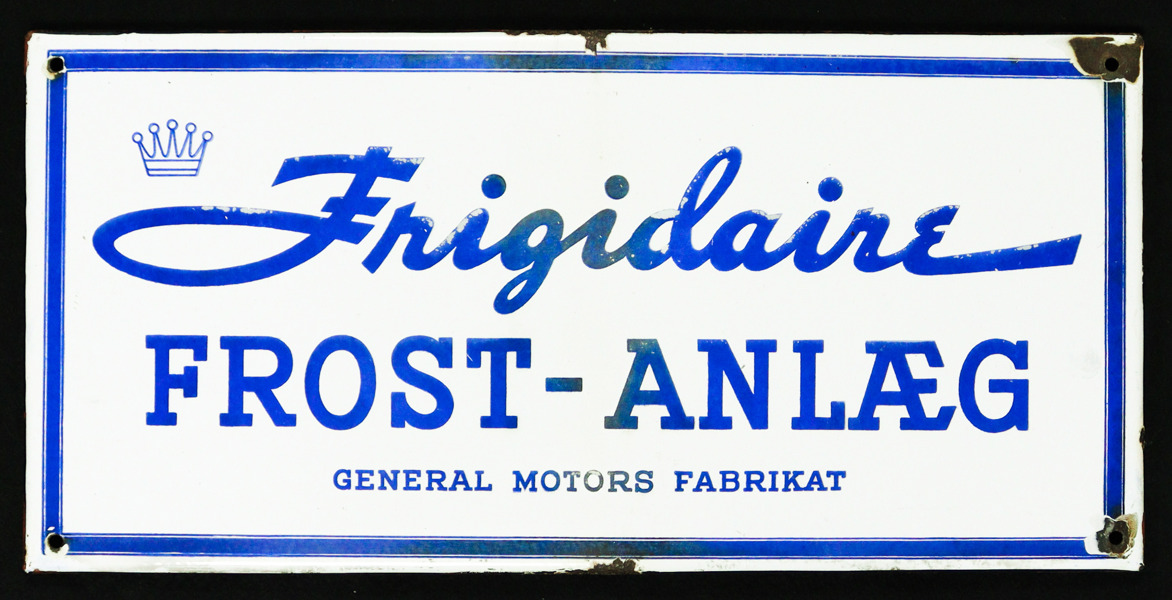 Frigidaire
FROST-ANLÆG
GENERAL MOTORS FABRIKAT